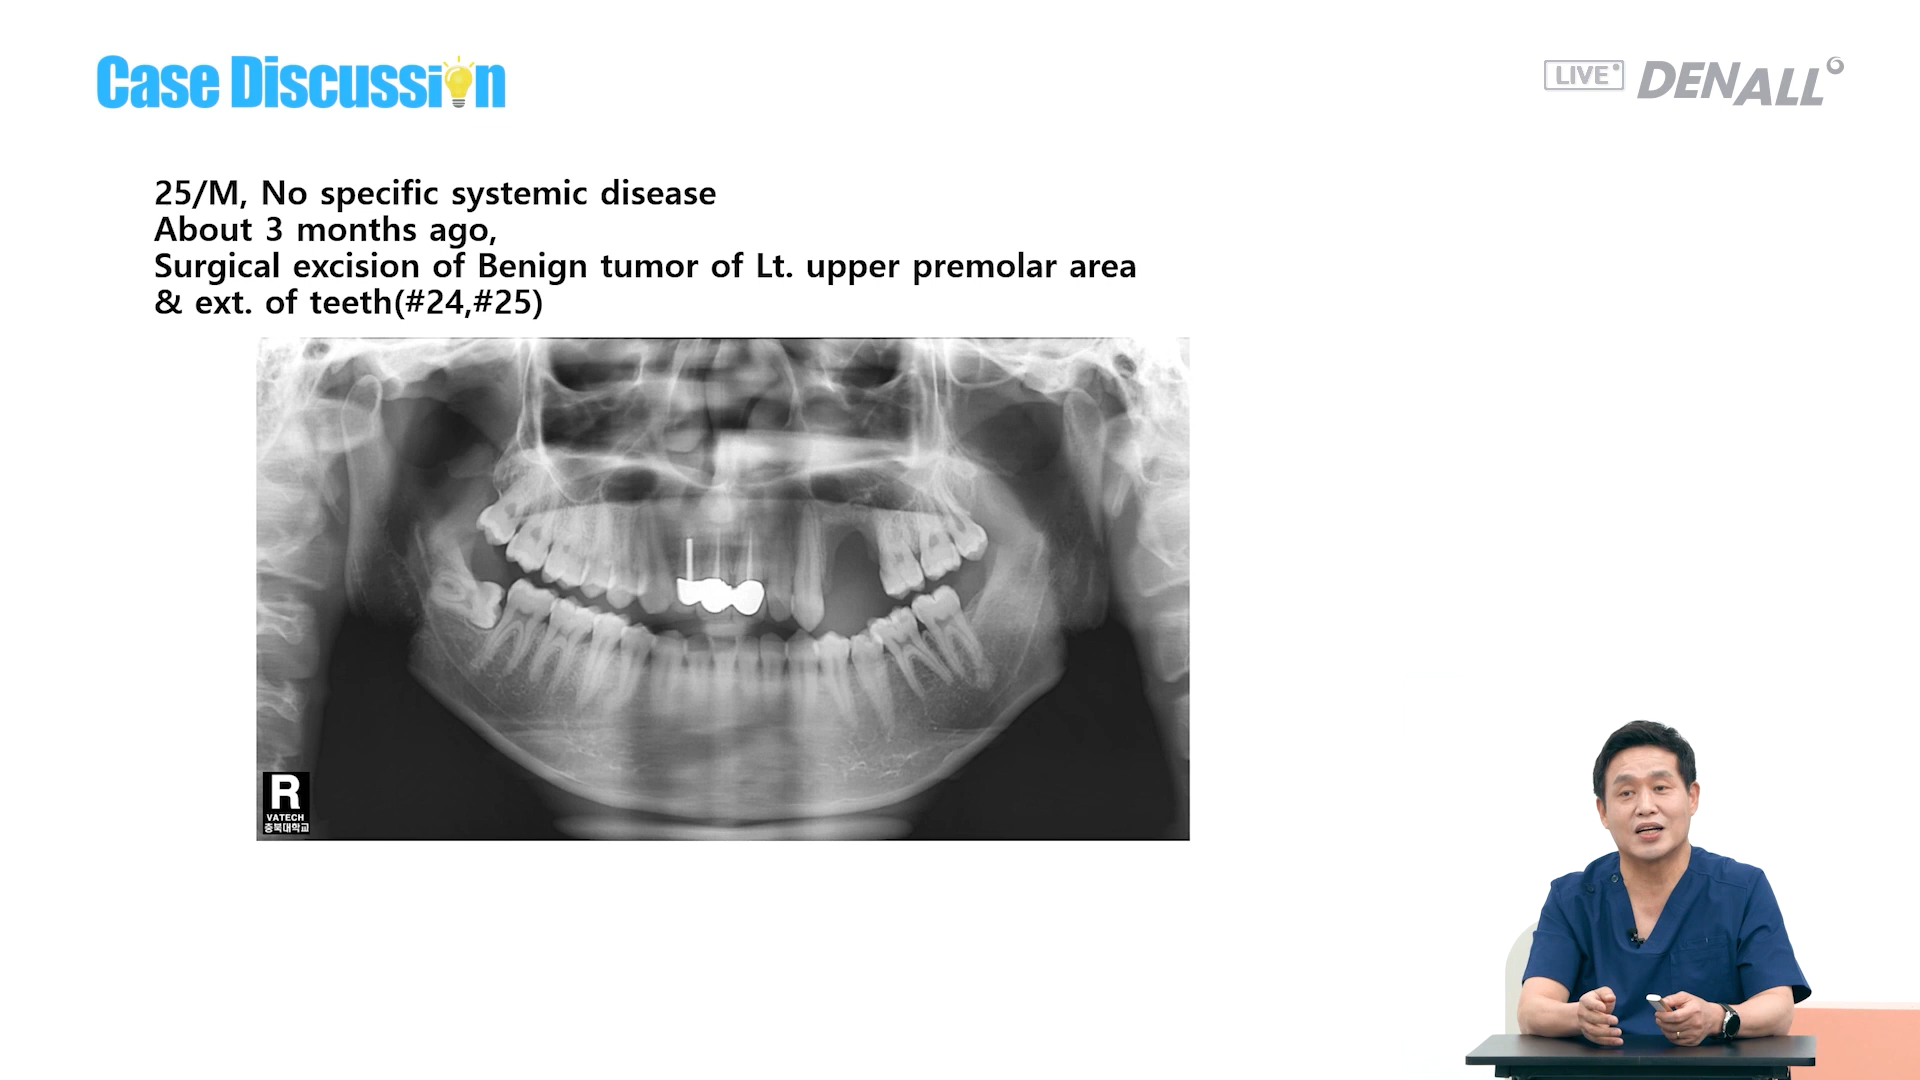 Case Discussion
LIVE DENALL
25/M, No specific systemic disease
About 3 months ago,
Surgical excision of Benign tumor of Lt. upper premolar area
& ext. of teeth(#24,#25)
R
VATECH
충북대학교